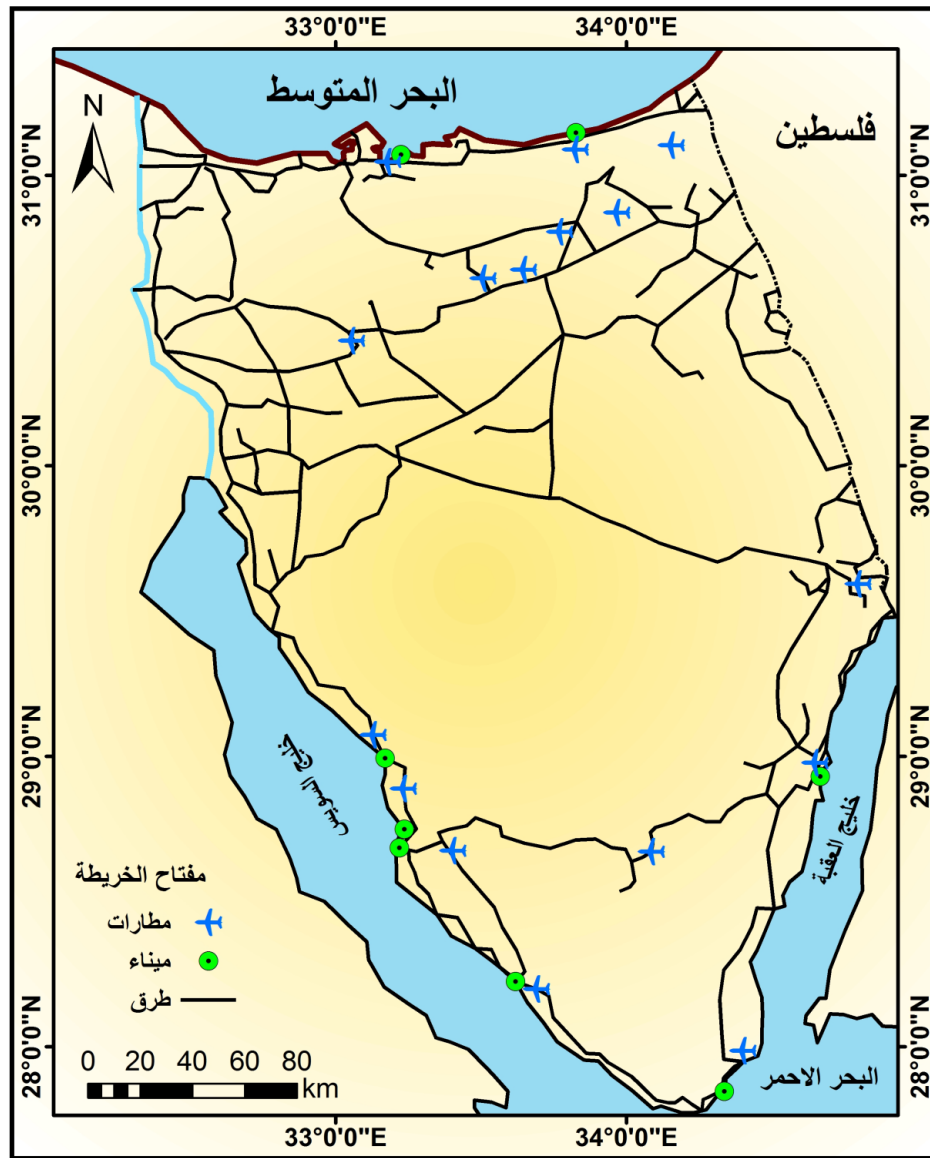 33°0'0"E
34°0'0"E
البحر المتوسط
فلسطين
N
31°0'0"N
31°0'0"N
30°0'0"N
30°0'0"N
29°0'0"N
29°0'0"N
28°0'0"N
28°0'0"N
خليج السويس
خليج العقبة
البحر الاحمر
مفتاح الخريطة
مطارات
ميناء
طرق
0 20 40 60 80
km
33°0'0"E
34°0'0"E